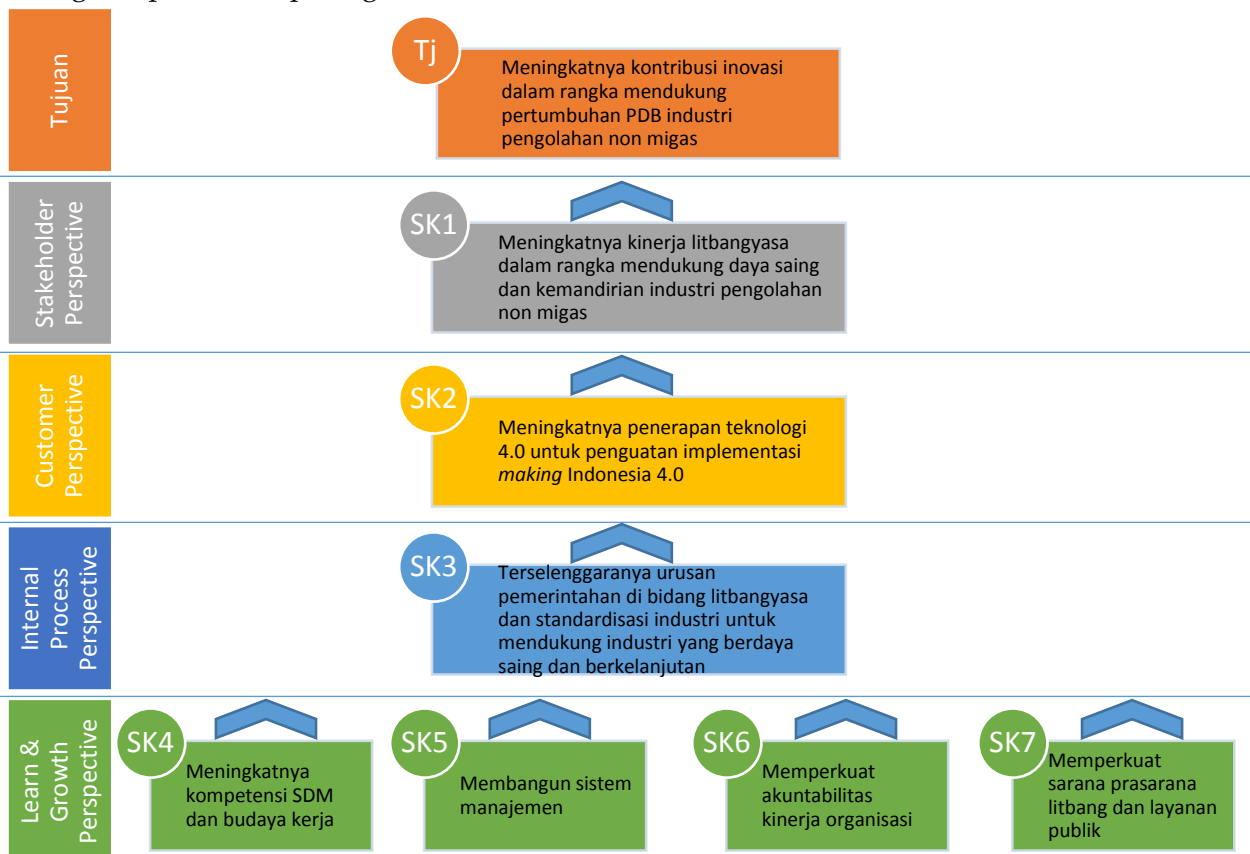 Tujuan
Tj
Meningkatnya kontribusi inovasi
dalam rangka mendukung
pertumbuhan PDB industri
pengolahan non migas
Stakeholder
Perspective
SK1
Meningkatnya kinerja litbangyasa
dalam rangka mendukung daya saing
dan kemandirian industri pengolahan
non migas
Customer
Perspective
SK2
Meningkatnya penerapan teknologi
4.0 untuk penguatan implementasi
making Indonesia 4.0
Internal
Process
Perspective
SK3
Terselenggaranya urusan
pemerintahan di bidang litbangyasa
dan standardisasi industri untuk
mendukung industri yang berdaya
saing dan berkelanjutan
Learn &
Growth
Perspective
SK4
Meningkatnya
kompetensi SDM
dan budaya kerja
SK5
Membangun sistem
manajemen
SK6
Memperkuat
akuntabilitas
kinerja organisasi
SK7
Memperkuat
sarana prasarana
litbang dan layanan
publik